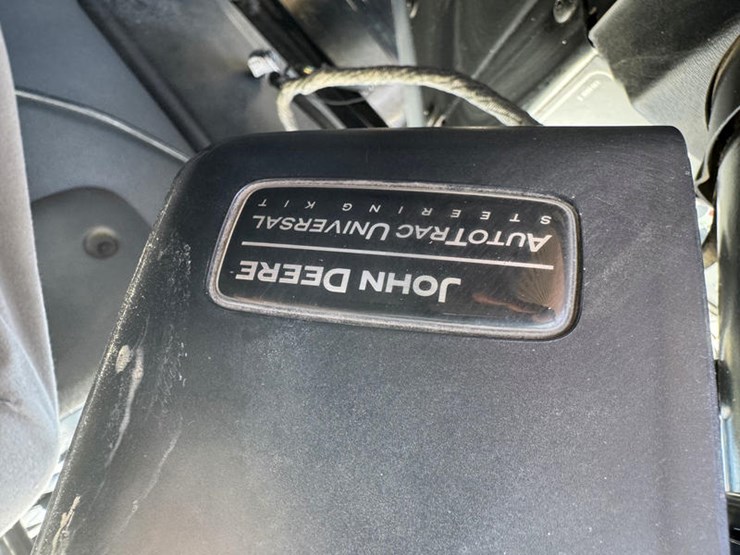 JOHN DEERE
AUTOTRAC UNIVERSAL
STEERING KIT